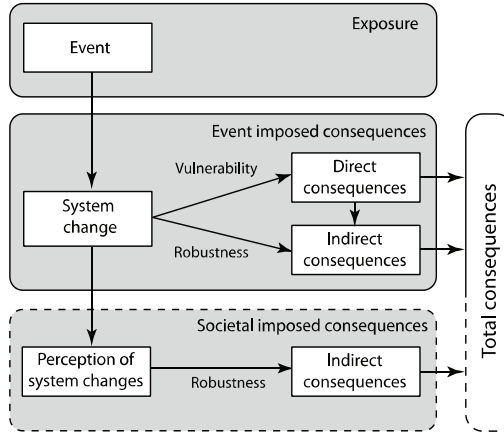 Exposure
Event
Event imposed consequences
Vulnerability
Direct
consequences
System
change
Robustness
Indirect
consequences
Societal imposed consequences
Perception of
system changes
Robustness
Indirect
consequences
Total consequences